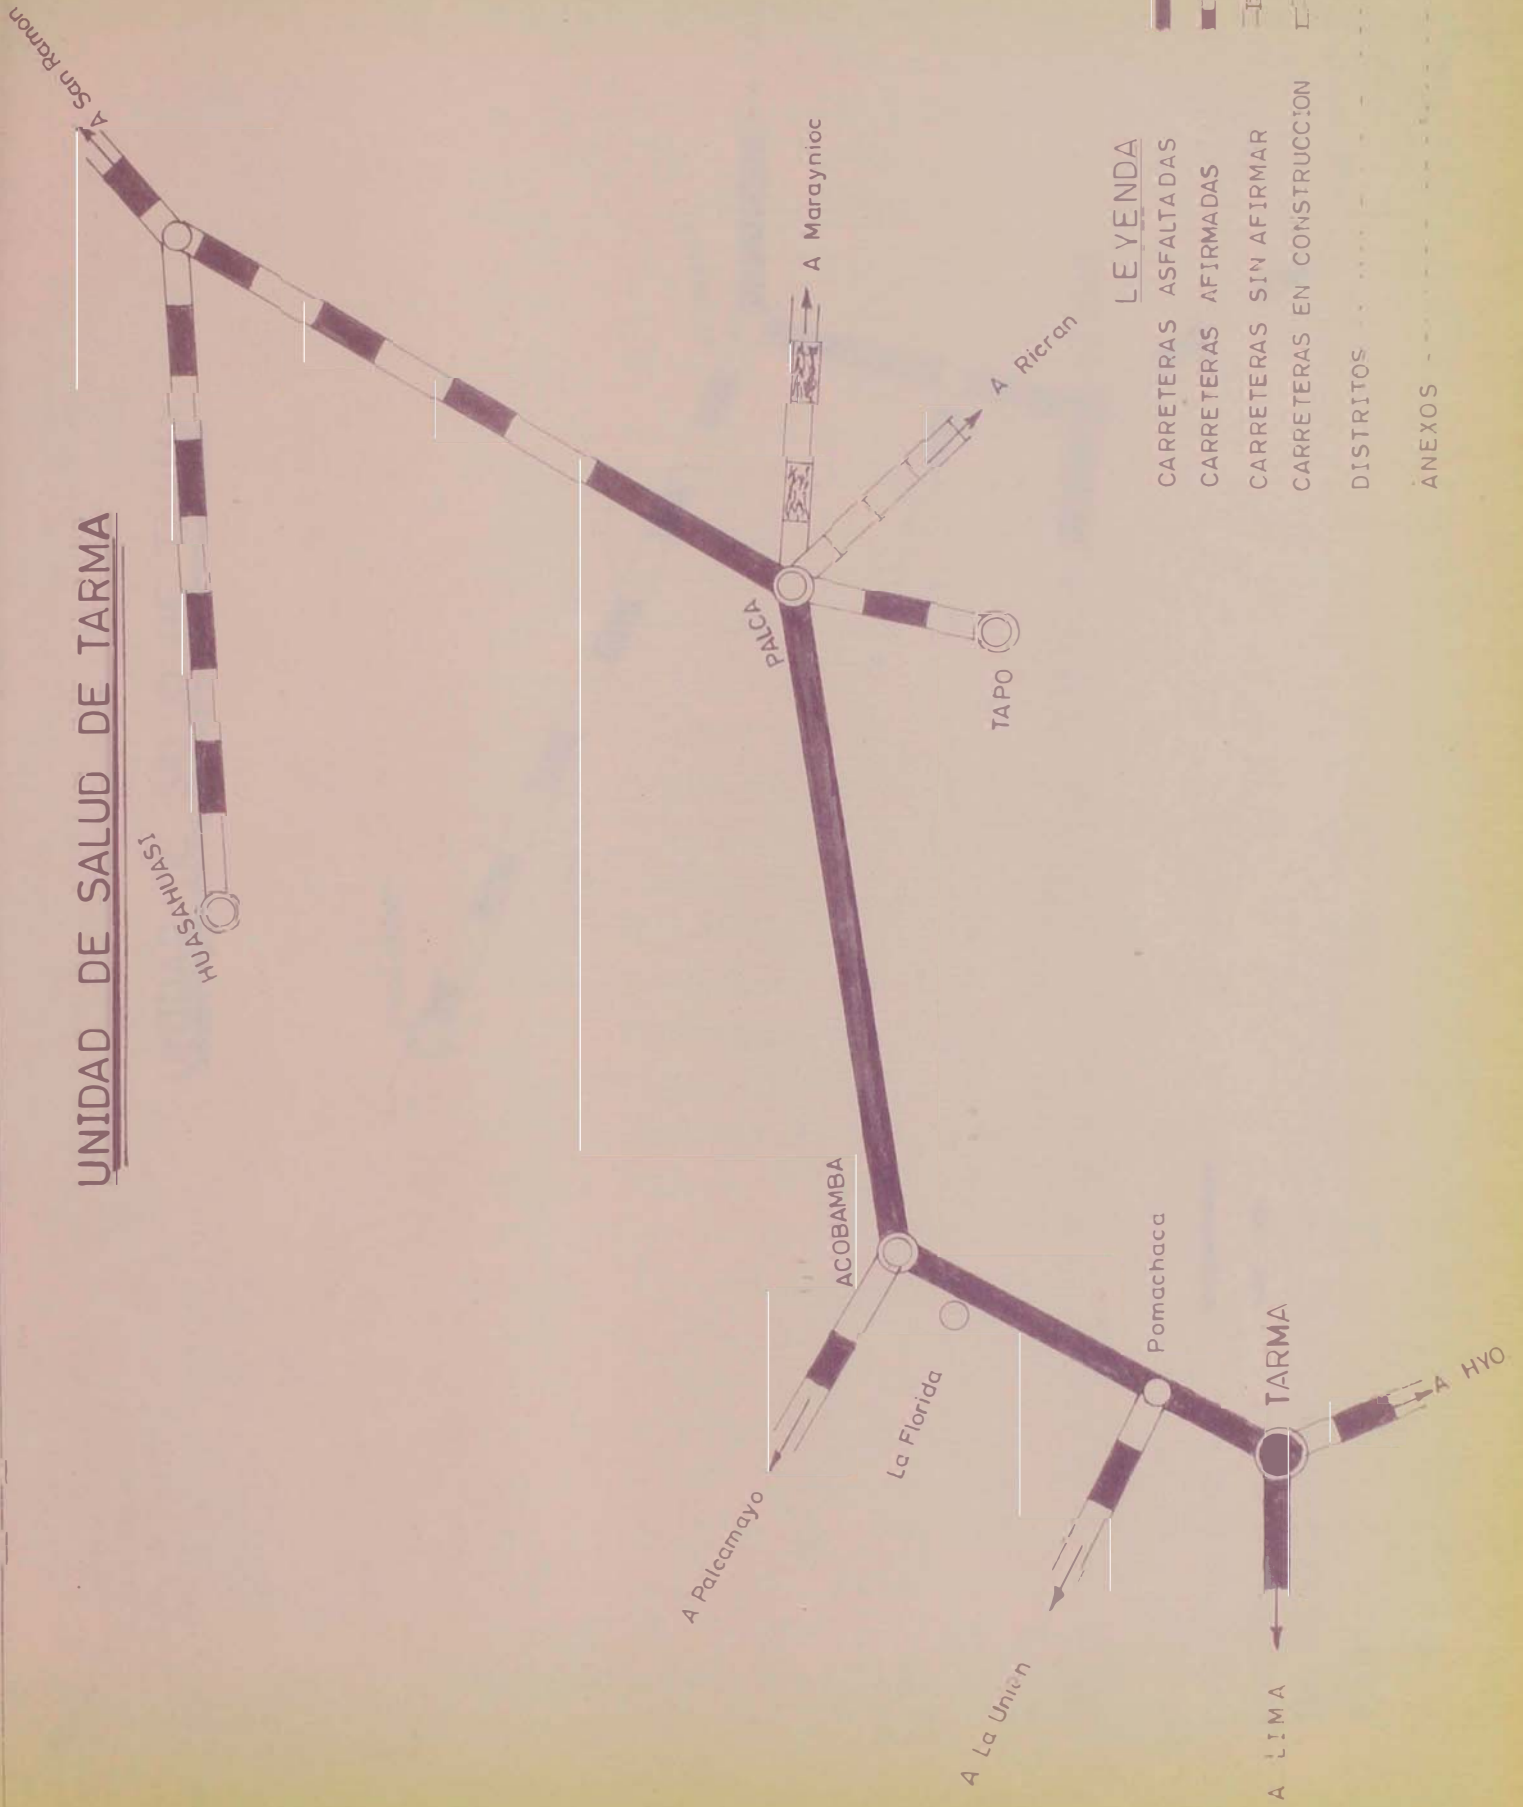 UNIDAD DE SALUD DE TARMA
A San Ramon
HUASAHUASI
A Maraynioc
A Ricran
PALCA
TAPO
ACOBAMBA
A Palcamayo
La Florida
Pomachaca
A La Unión
TARMA
A HYO
A LIMA
LEYENDA
CARRETERAS ASFALTADAS
CARRETERAS AFIRMADAS
CARRETERAS SIN AFIRMAR
CARRETERAS EN CONSTRUCCION
DISTRITOS
ANEXOS